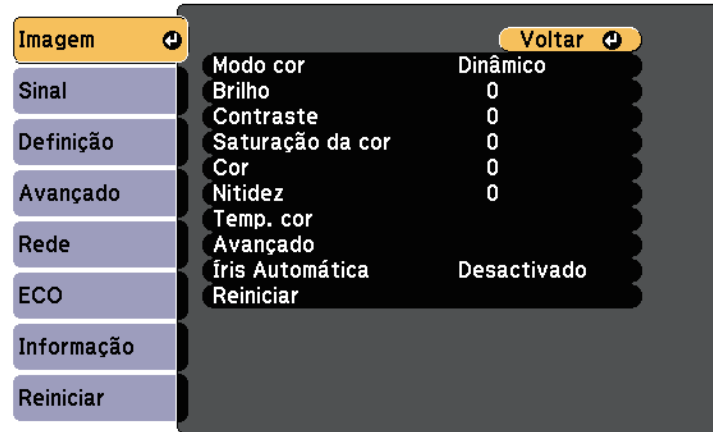 Imagem
Sinal
Definição
Avançado
Rede
ECO
Informação
Reiniciar
Voltar
Modo cor Dinâmico
Brilho 0
Contraste 0
Saturação da cor 0
Cor 0
Nitidez 0
Temp. cor
Avançado
Íris Automática Desactivado
Reiniciar